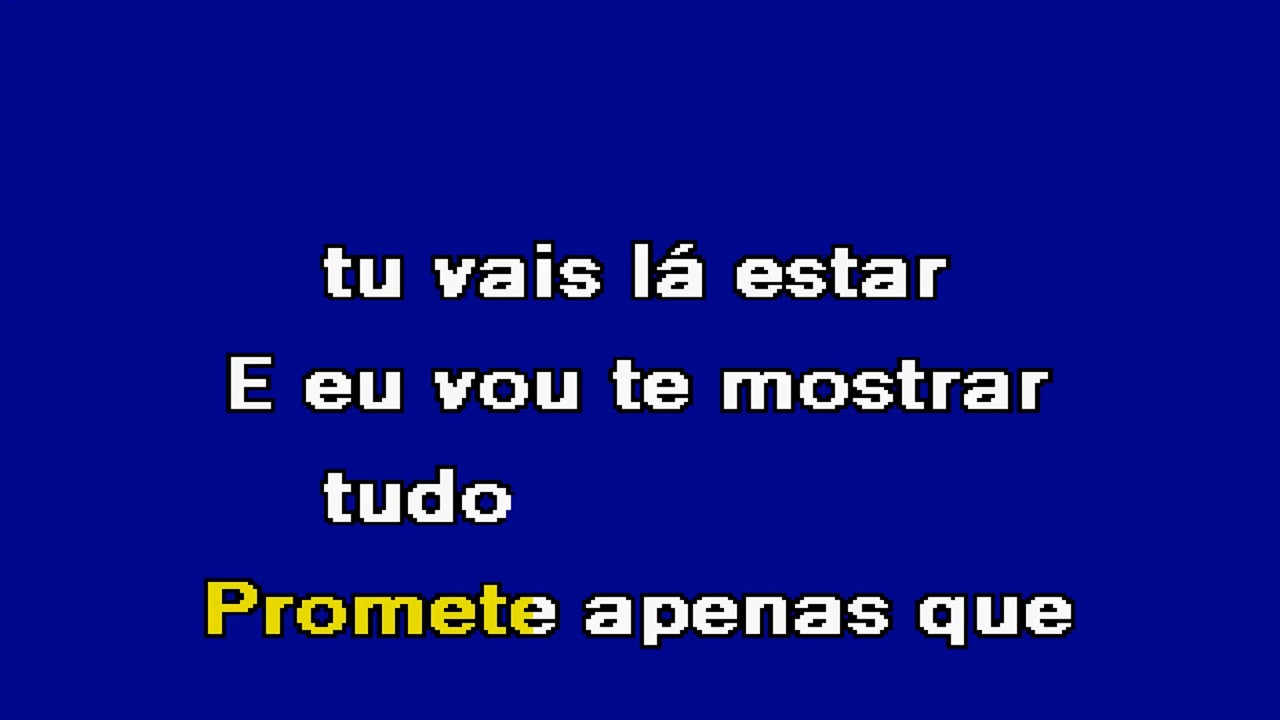 tu vais lá estar
E eu vou te mostrar
tudo
Promete apenas que